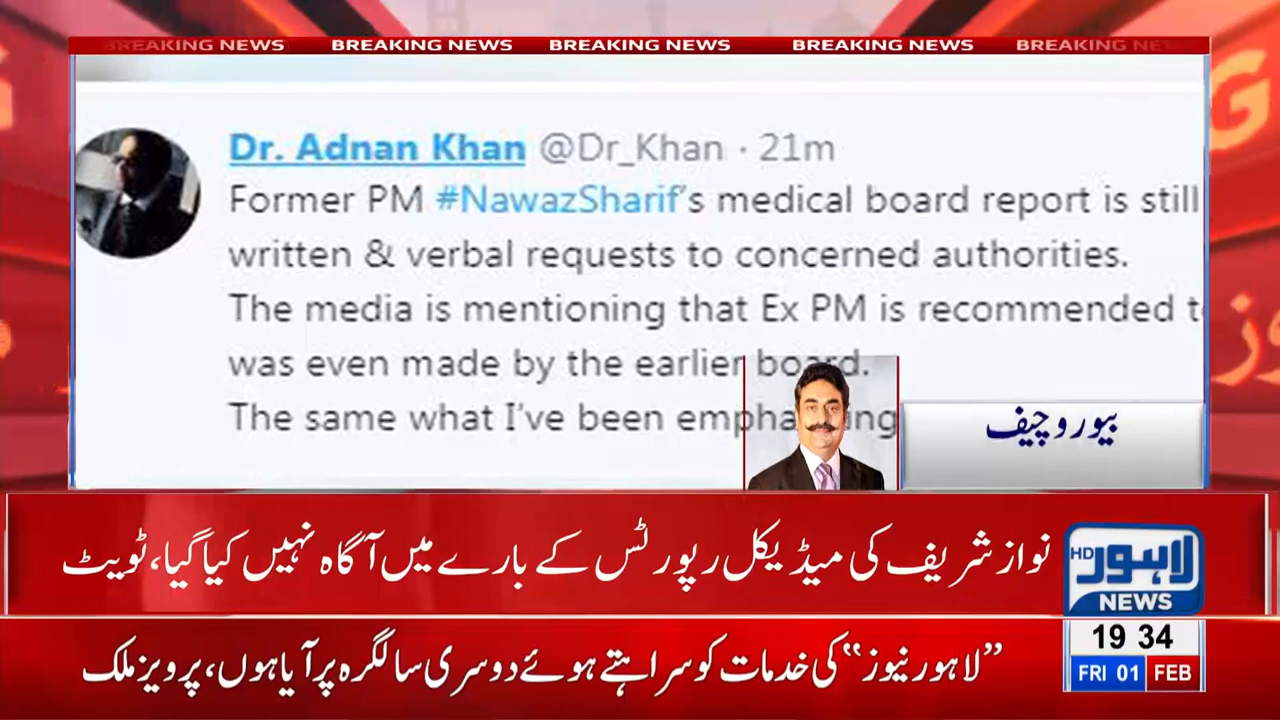 BREAKING NEWS BREAKING NEWS BREAKING NEWS BREAKING NEWS BREAKING NEWS
Dr. Adnan Khan @Dr_Khan · 21m
Former PM #NawazSharif's medical board report is still
written & verbal requests to concerned authorities.
The media is mentioning that Ex PM is recommended t
was even made by the earlier board.
The same what I've been
بیورو چیف
نواز شریف کی میڈیکل رپورٹس کے بارے میں آگاہ نہیں کیا گیا، ٹویٹ
لاہور HD
NEWS
19 34
"لاہور نیوز" کی خدمات کو سراہتے ہوئے دوسری سالگرہ پر آیا ہوں، پرویز ملک
FRI 01 FEB